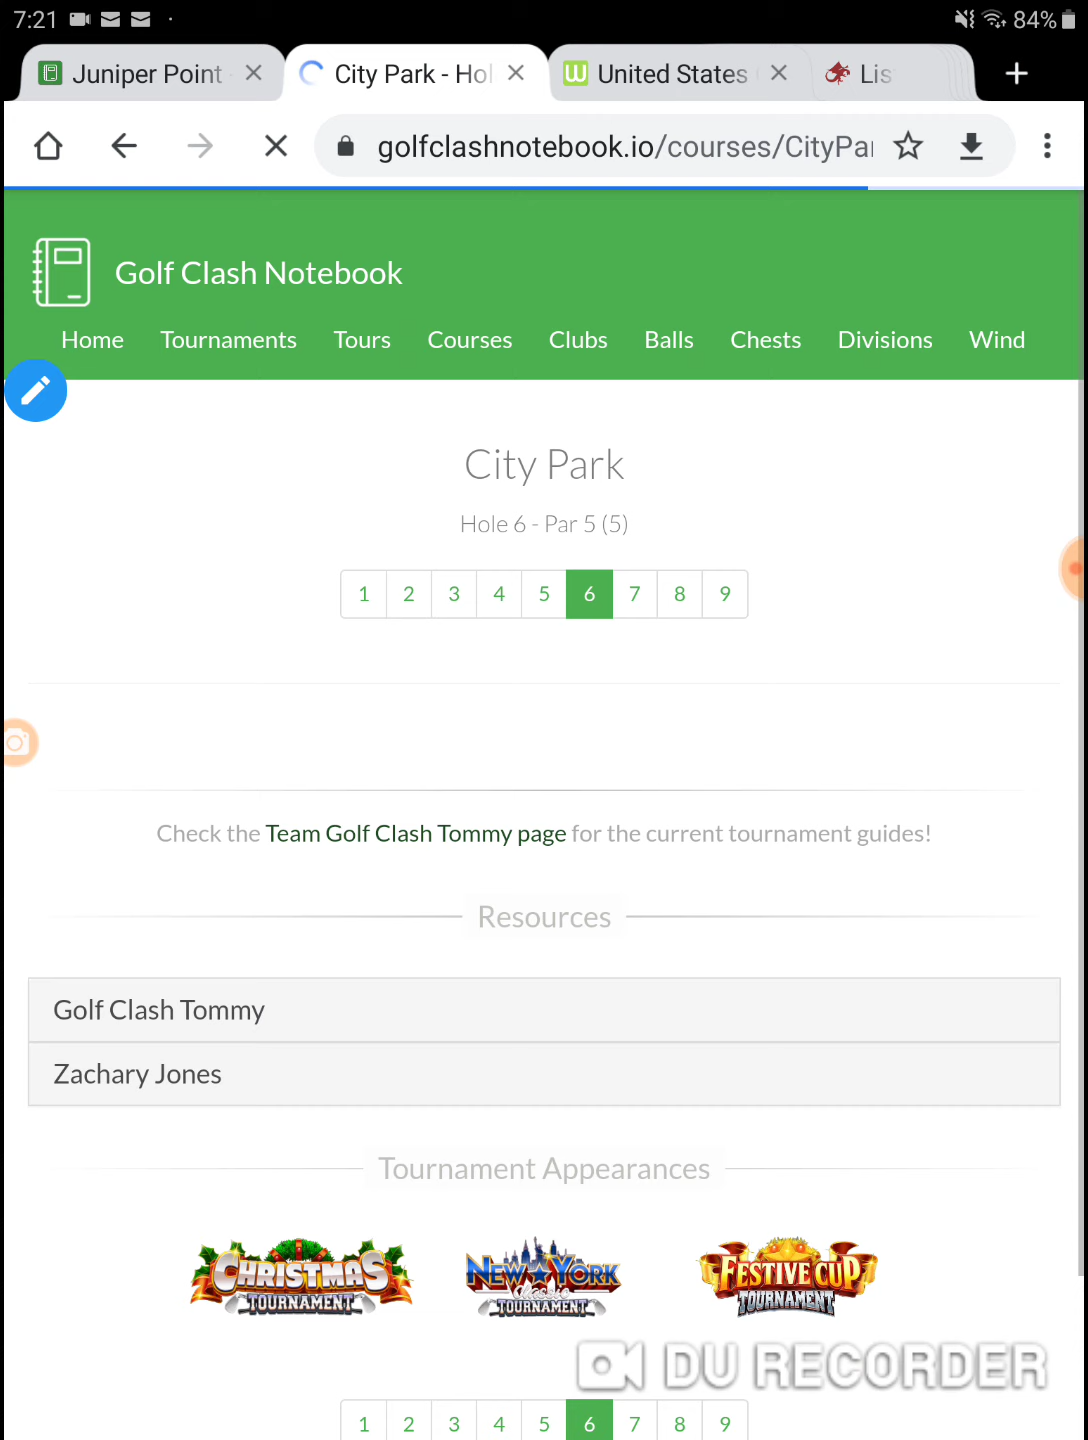 7:21
84%
Juniper Point
City Park - Hol
United States
Lis
golfclashnotebook.io/courses/CityPar
Golf Clash Notebook
Home Tournaments Tours Courses Clubs Balls Chests Divisions Wind
City Park
Hole 6 - Par 5 (5)
1 2 3 4 5 6 7 8 9
Check the Team Golf Clash Tommy page for the current tournament guides!
Resources
Golf Clash Tommy
Zachary Jones
Tournament Appearances
CHRISTMAS
TOURNAMENT
NEW YORK
Classic
TOURNAMENT
FESTIVE CUP
TOURNAMENT
DU RECORDER
1 2 3 4 5 6 7 8 9